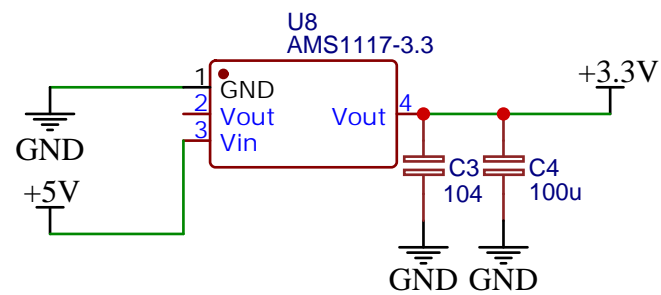 U8
AMS1117-3.3
+3.3V
1
GND
2
Vout
Vout
4
3
Vin
GND
+5V
C3
104
C4
100u
GND
GND